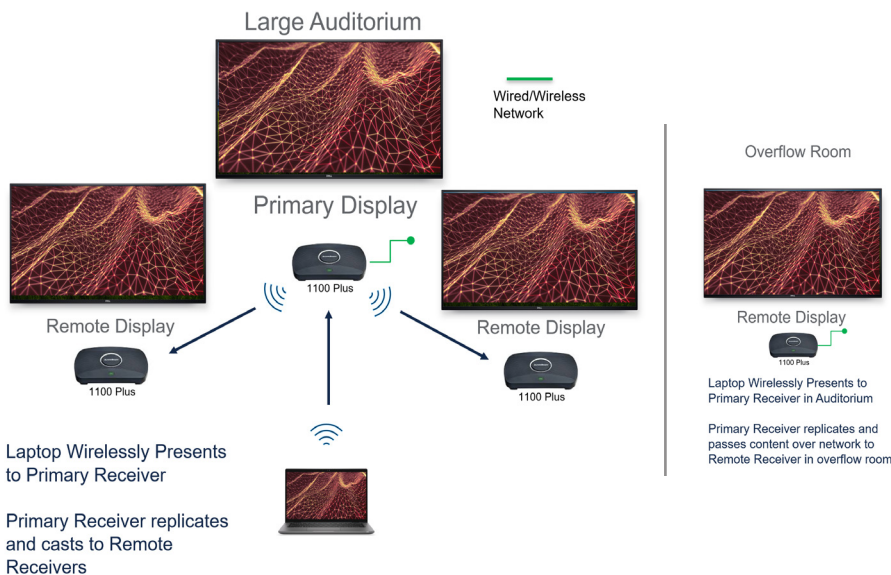 Large Auditorium
Wired/Wireless
Network
Overflow Room
Primary Display
1100 Plus
Remote Display
1100 Plus
Remote Display
1100 Plus
Remote Display
1100 Plus
Laptop Wirelessly Presents
to Primary Receiver
Primary Receiver replicates
and casts to Remote
Receivers
Laptop Wirelessly Presents to
Primary Receiver in Auditorium
Primary Receiver replicates and
passes content over network to
Remote Receiver in overflow room